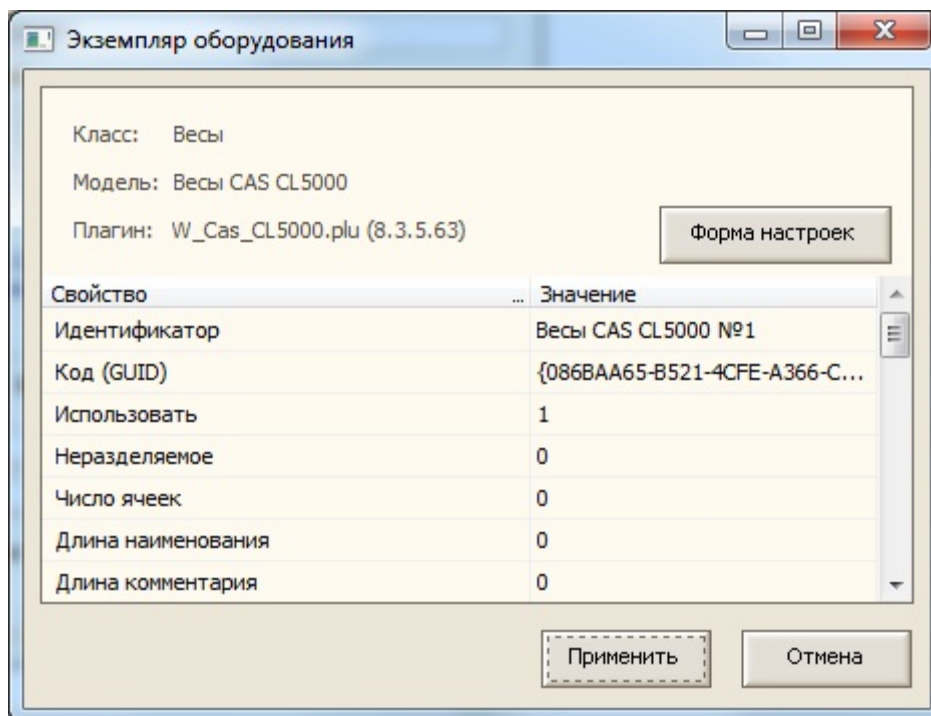 Экземпляр оборудования
Класс: Весы
Модель: Весы CAS CL5000
Плагин: W_Cas_CL5000.plu (8.3.5.63)
Форма настроек
Свойство ... Значение
Идентификатор Весы CAS CL5000 №1
Код (GUID) {086BAA65-B521-4CFE-A366-C...
Использовать 1
Неразделяемое 0
Число ячеек 0
Длина наименования 0
Длина комментария 0
Применить Отмена